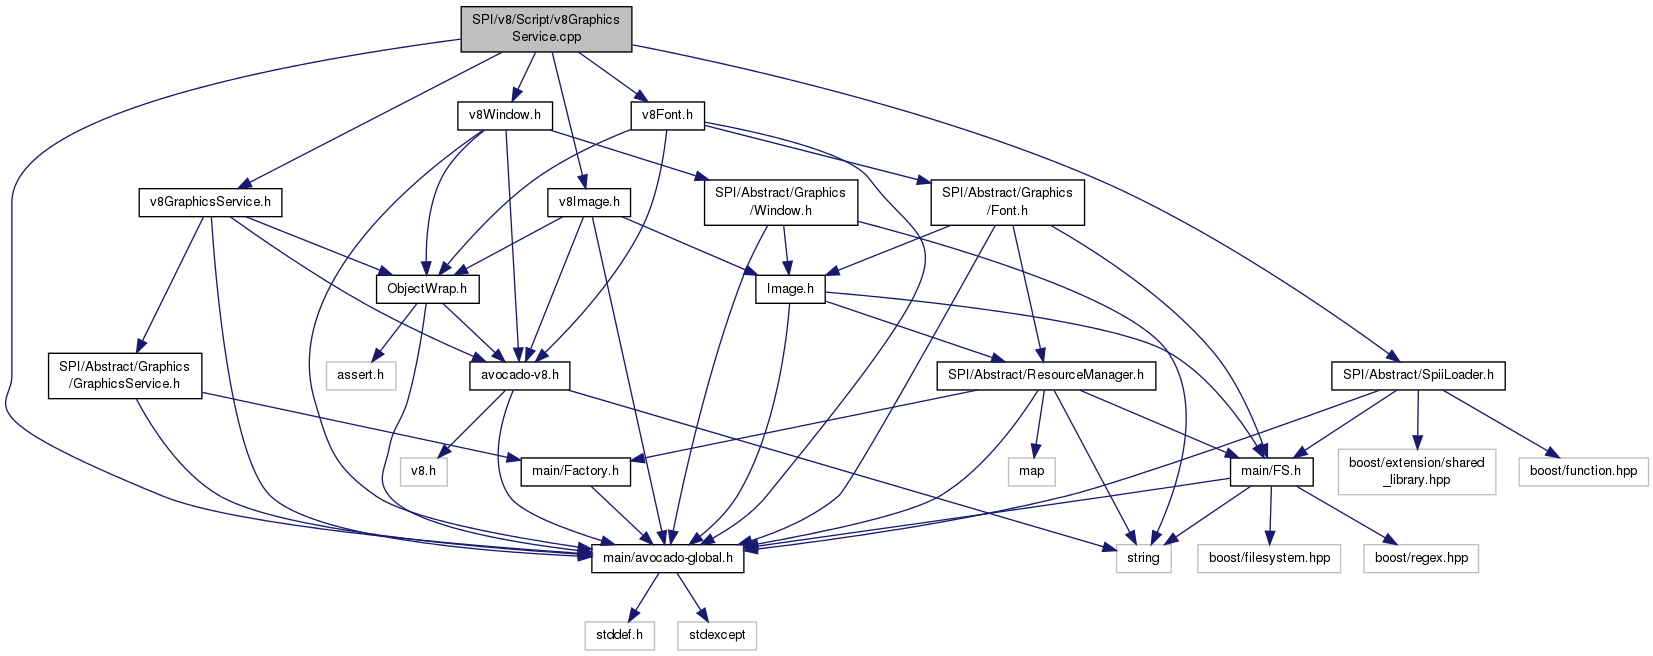 SPI/v8/Script/v8Graphics
Service.cpp
v8Window.h
v8Font.h
v8GraphicsService.h
v8Image.h
SPI/Abstract/Graphics
/Window.h
SPI/Abstract/Graphics
/Font.h
ObjectWrap.h
Image.h
SPI/Abstract/Graphics
/GraphicsService.h
assert.h
avocado-v8.h
SPI/Abstract/ResourceManager.h
SPI/Abstract/SpiiLoader.h
v8.h
main/Factory.h
map
main/FS.h
boost/extension/shared
_library.hpp
boost/function.hpp
main/avocado-global.h
string
boost/filesystem.hpp
boost/regex.hpp
stddef.h
stdexcept